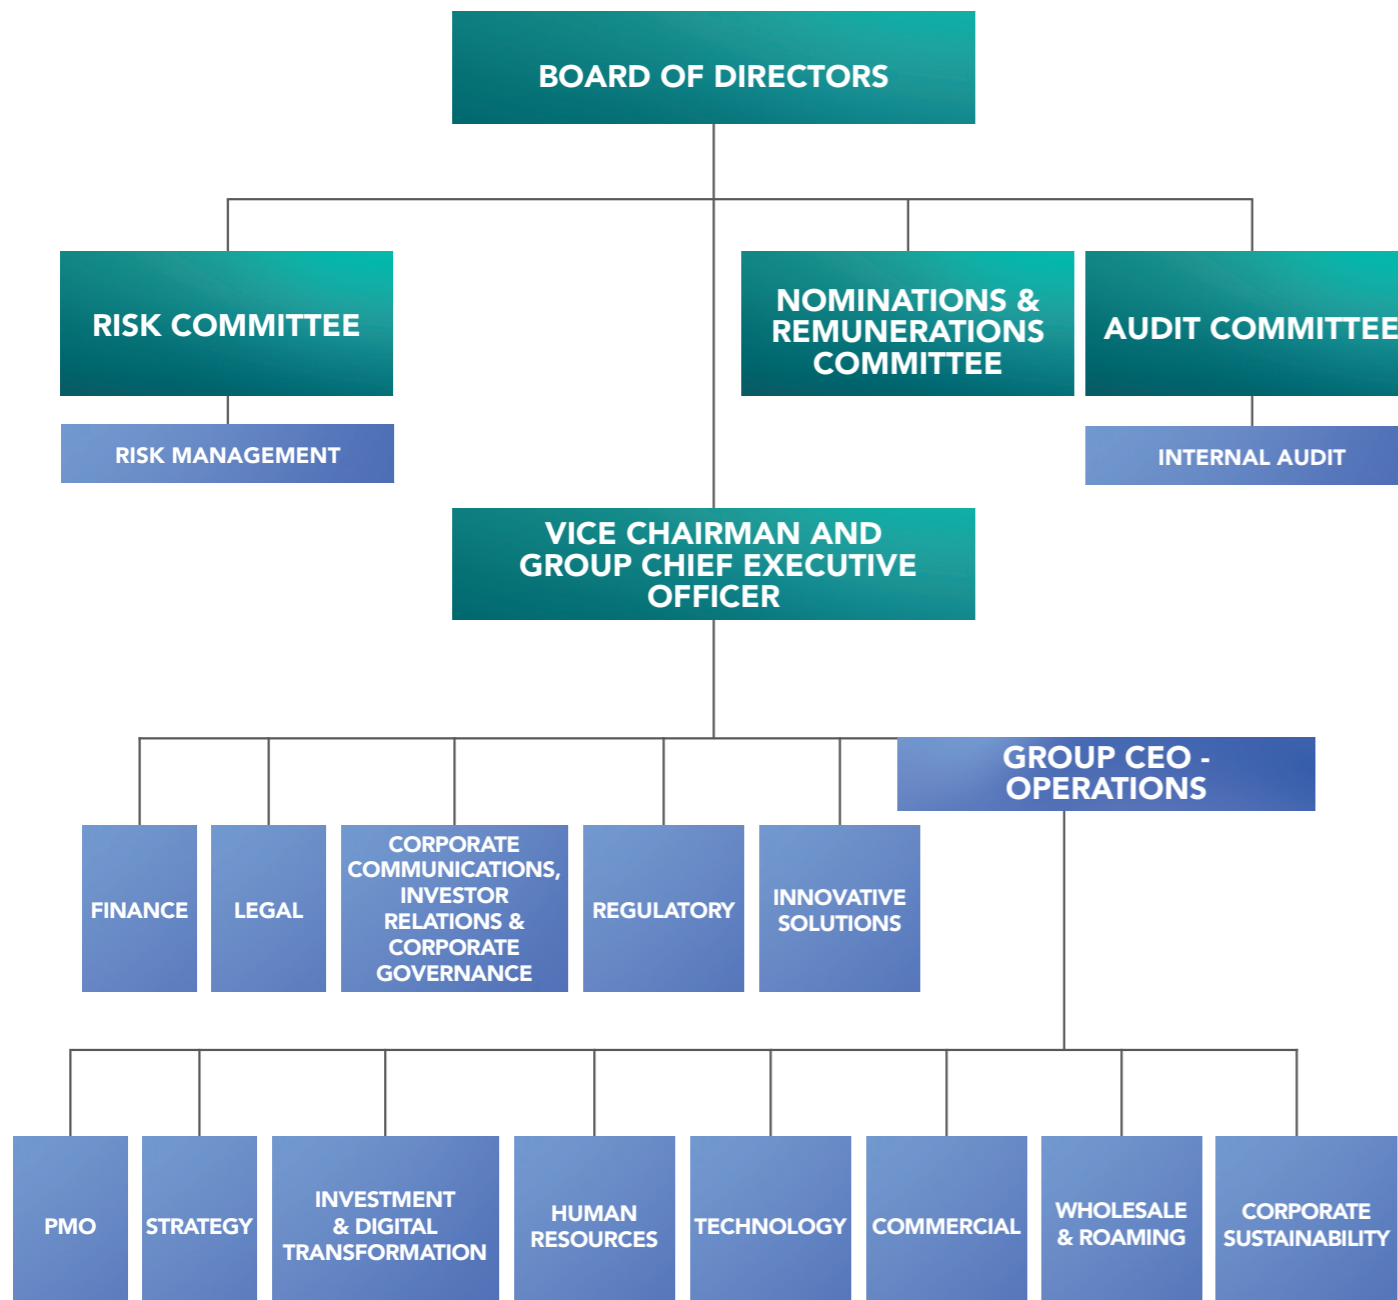 BOARD OF DIRECTORS
RISK COMMITTEE
NOMINATIONS &
REMUNERATIONS
COMMITTEE
AUDIT COMMITTEE
RISK MANAGEMENT
INTERNAL AUDIT
VICE CHAIRMAN AND
GROUP CHIEF EXECUTIVE
OFFICER
GROUP CEO -
OPERATIONS
FINANCE
LEGAL
CORPORATE
COMMUNICATIONS,
INVESTOR
RELATIONS &
CORPORATE
GOVERNANCE
REGULATORY
INNOVATIVE
SOLUTIONS
PMO
STRATEGY
INVESTMENT
& DIGITAL
TRANSFORMATION
HUMAN
RESOURCES
TECHNOLOGY
COMMERCIAL
WHOLESALE
& ROAMING
CORPORATE
SUSTAINABILITY